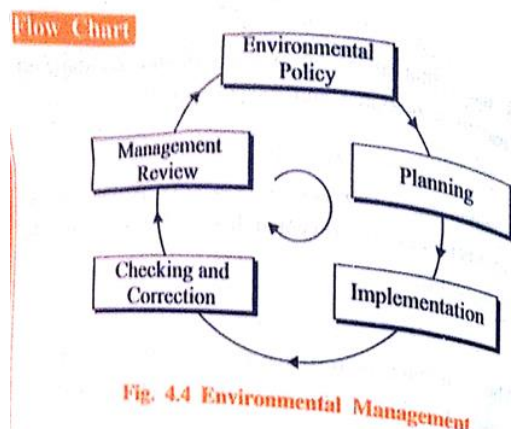 Flow Chart
Environmental
Policy
Planning
Implementation
Checking and
Correction
Management
Review
Fig. 4.4 Environmental Management